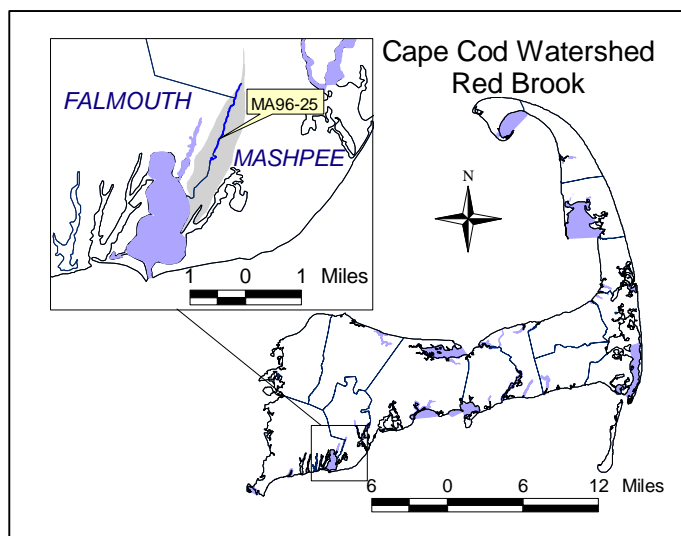 Cape Cod Watershed
Red Brook
FALMOUTH
MA96-25
MASHPEE
1 0 1 Miles
N
6 0 6 12 Miles